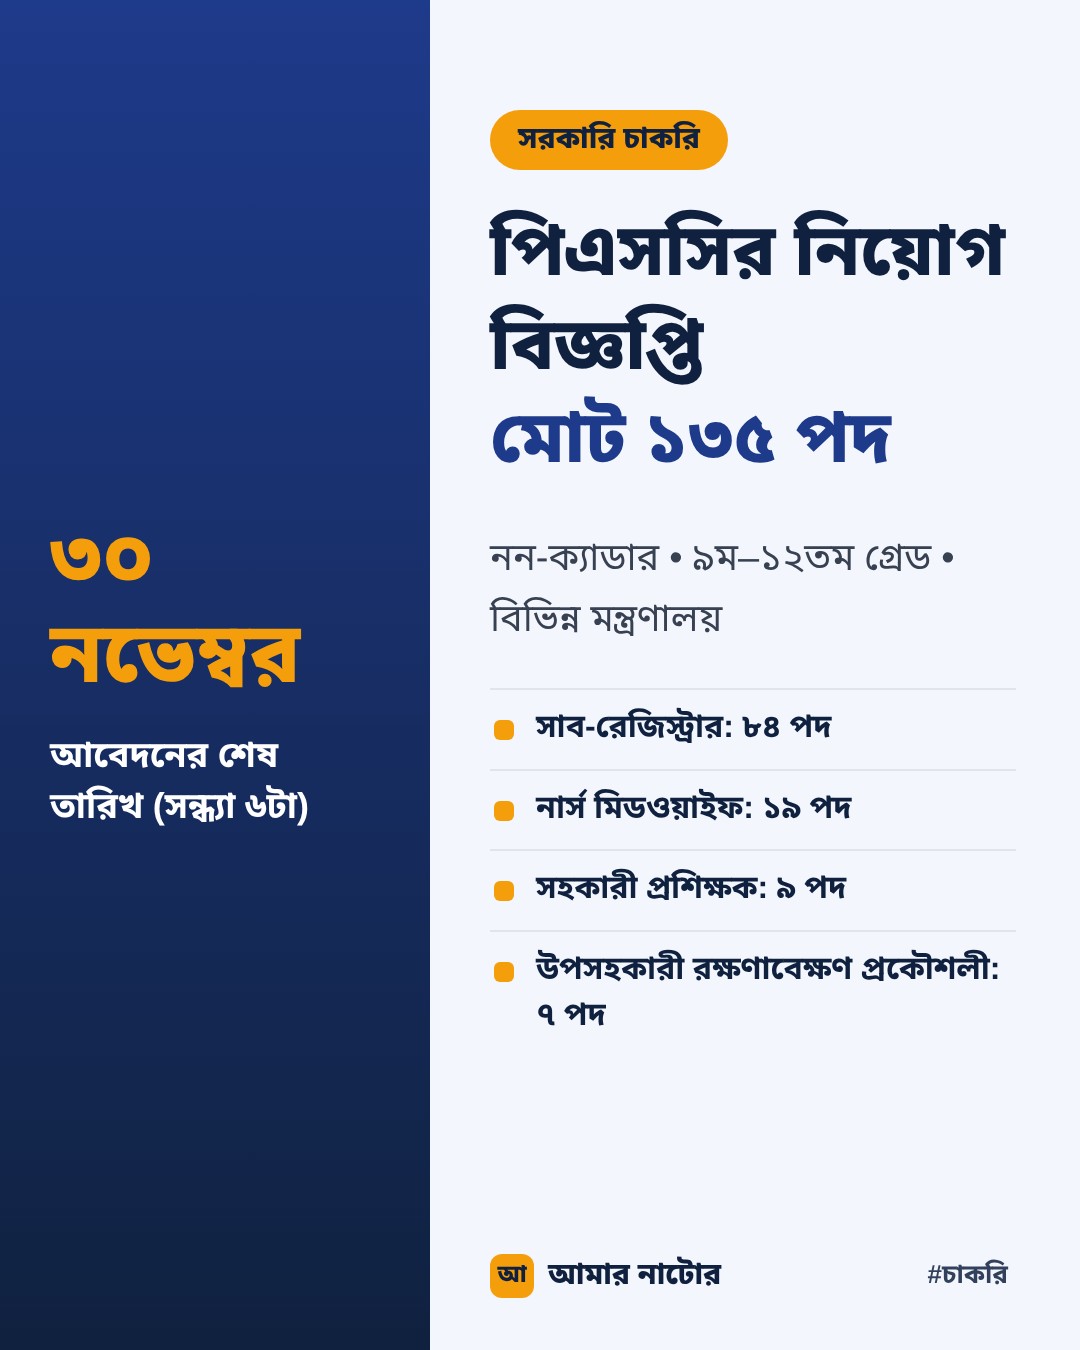 ৩০
নভেম্বর
আবেদনের শেষ
তারিখ (সন্ধ্যা ৬টা)
সরকারি চাকরি
পিএসসির নিয়োগ
বিজ্ঞপ্তি
মোট ১৩৫ পদ
নন-ক্যাডার • ৯ম–১২তম গ্রেড •
বিভিন্ন মন্ত্রণালয়
সাব-রেজিস্ট্রার: ৮৪ পদ
নার্স মিডওয়াইফ: ১৯ পদ
সহকারী প্রশিক্ষক: ৯ পদ
উপসহকারী রক্ষণাবেক্ষণ প্রকৌশলী:
৭ পদ
আ আমার নাটোর
#চাকরি